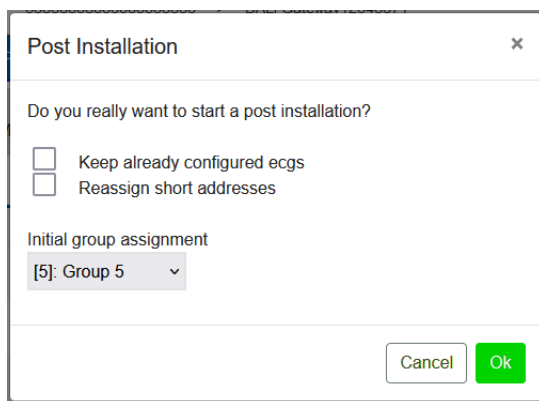 Post Installation
×
Do you really want to start a post installation?
Keep already configured ecgs
Reassign short addresses
Initial group assignment
[5]: Group 5
Cancel Ok